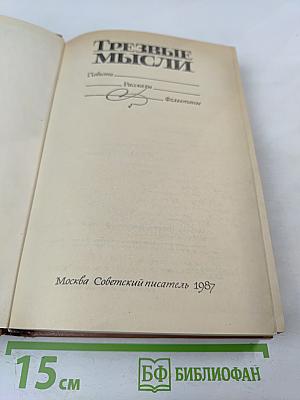 ТРЕЗВЫЕ
МЫСЛИ
Повести
Рассказы
Фельетоны
Москва Советский писатель 1987
15 см
БФ БИБЛИОФАН